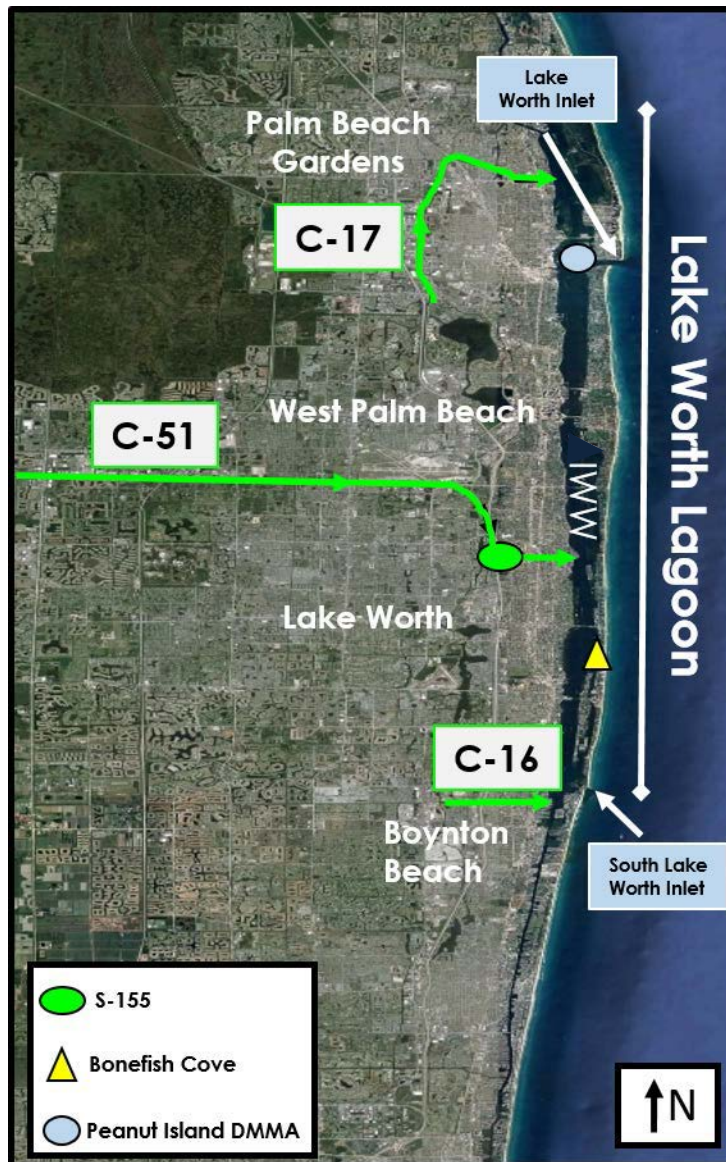 Lake
Worth Inlet
Palm Beach
Gardens
C-17
Lake Worth Lagoon
West Palm Beach
C-51
IWW
Lake Worth
C-16
Boynton
Beach
South Lake
Worth Inlet
S-155
Bonefish Cove
Peanut Island DMMA
N